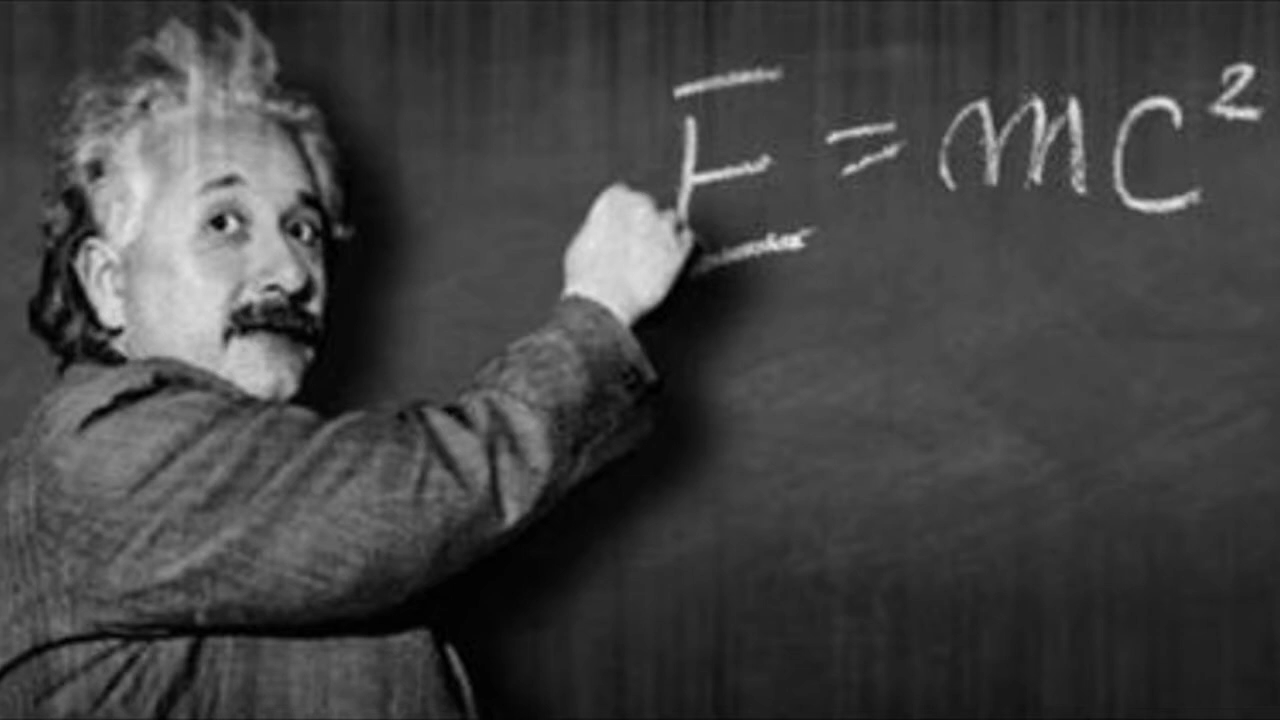 E = mc²